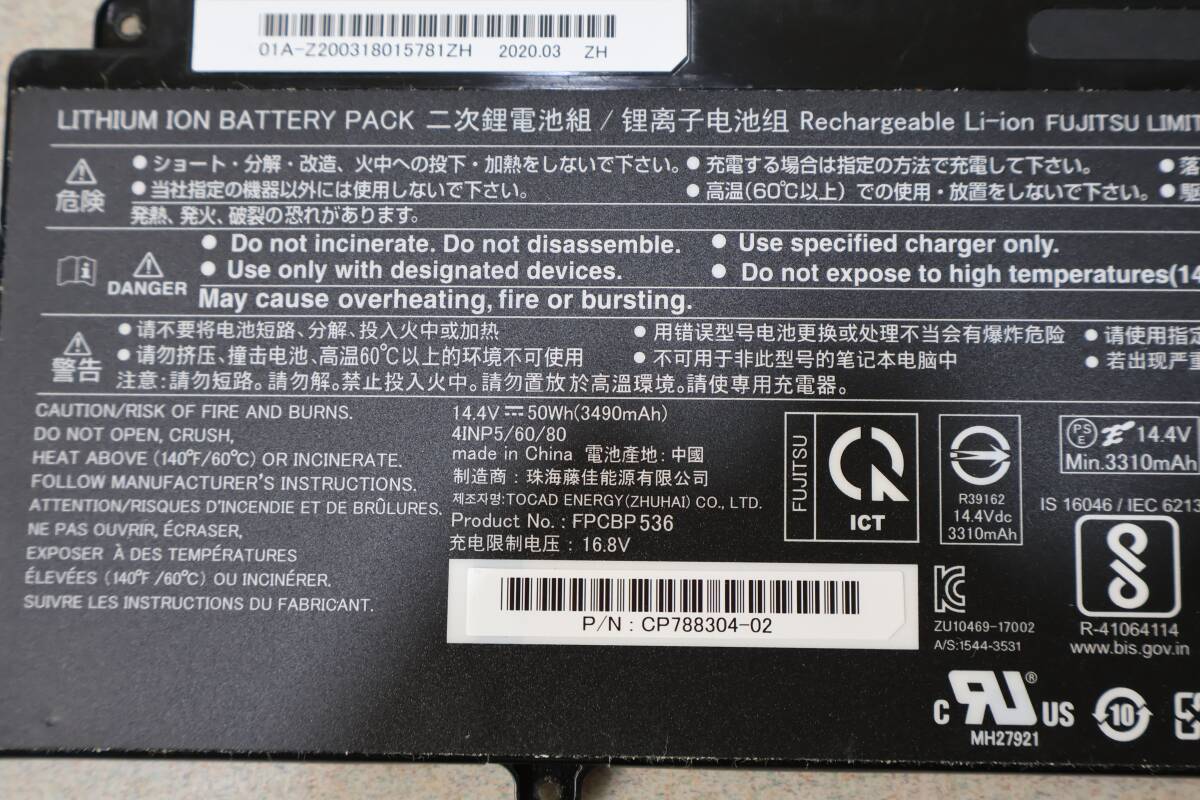 01A-Z200318015781ZH 2020.03 ZH
LITHIUM ION BATTERY PACK 二次鋰電池組 / 锂离子电池组 Rechargeable Li-ion FUJITSU LIMIT
危険
●ショート・分解・改造、火中への投下・加熱をしないで下さい。 ●充電する場合は指定の方法で充電して下さい。 ●落
●当社指定の機器以外には使用しないで下さい。 ●高温(60℃以上)での使用・放置をしないで下さい。 ●
発熱、発火、破裂の恐れがあります。
DANGER
● Do not incinerate. Do not disassemble. ● Use specified charger only.
● Use only with designated devices. ● Do not expose to high temperatures(14
May cause overheating, fire or bursting.
警告
●请不要将电池短路、分解、投入火中或加热 ●用错误型号电池更换或处理不当会有爆炸危险 ●请使用指定
●请勿挤压、撞击电池、高温60℃以上的环境不可使用 ●不可用于非此型号的笔记本电脑中 ●若出现严重
注意:請勿短路。請勿解。禁止投入火中。請勿置放於高溫環境。請使専用充電器。
CAUTION/RISK OF FIRE AND BURNS.
DO NOT OPEN, CRUSH,
HEAT ABOVE (140℉/60℃) OR INCINERATE.
FOLLOW MANUFACTURER'S INSTRUCTIONS.
ATTENTION/RISQUES D'INCENDIE ET DE BRÛLURES.
NE PAS OUVRIR, ÉCRASER,
EXPOSER À DES TEMPÉRATURES
ÉLEVÉES (140℉/60℃) OU INCINÉRER.
SUIVRE LES INSTRUCTIONS DU FABRICANT.
14.4V ⎓ 50Wh(3490mAh)
4INP5/60/80
made in China 電池產地: 中國
制造商 : 珠海藤佳能源有限公司
제조자명:TOCAD ENERGY(ZHUHAI) CO., LTD.
Product No. : FPCBP536
充电限制电压 : 16.8V
P/N : CP788304-02
FUJITSU
ICT
R39162
14.4Vdc
3310mAh
PS E 14.4V
Min.3310mAh
IS 16046 / IEC 6213
R-41064114
www.bis.gov.in
ZU10469-17002
A/S:1544-3531
C RU® US
MH27921
10